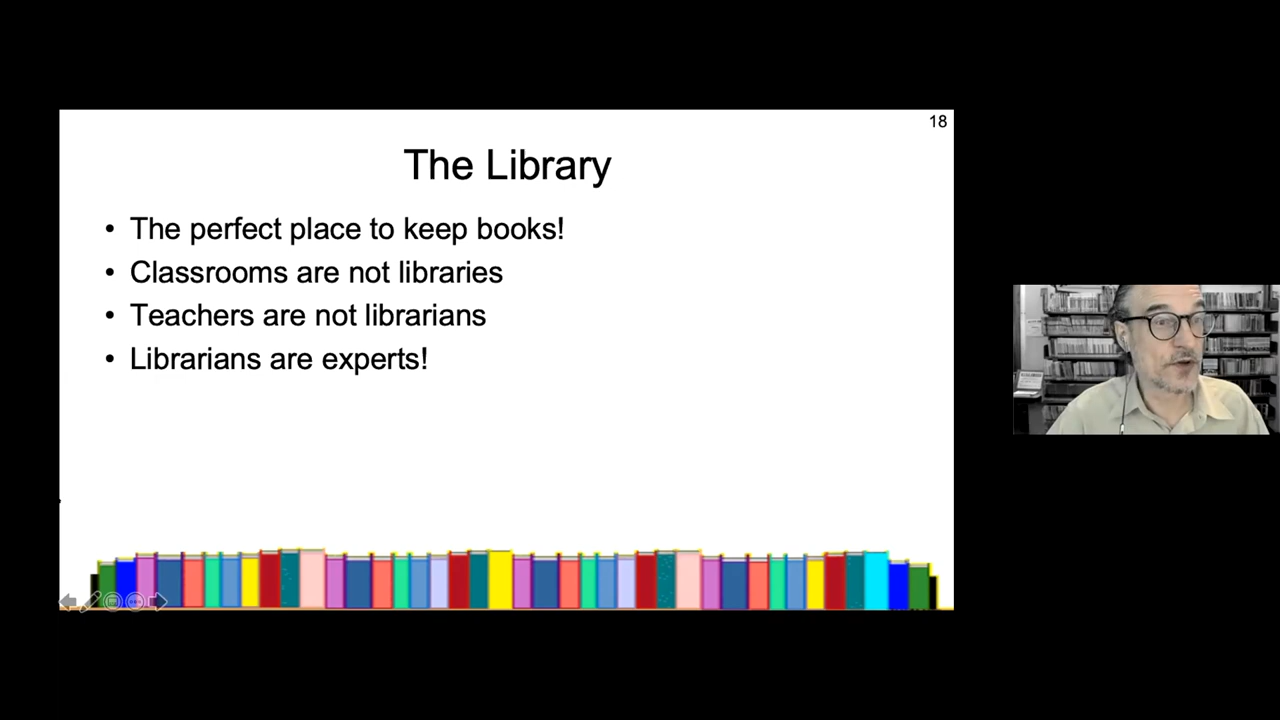 18
The Library
• The perfect place to keep books!
• Classrooms are not libraries
• Teachers are not librarians
• Librarians are experts!